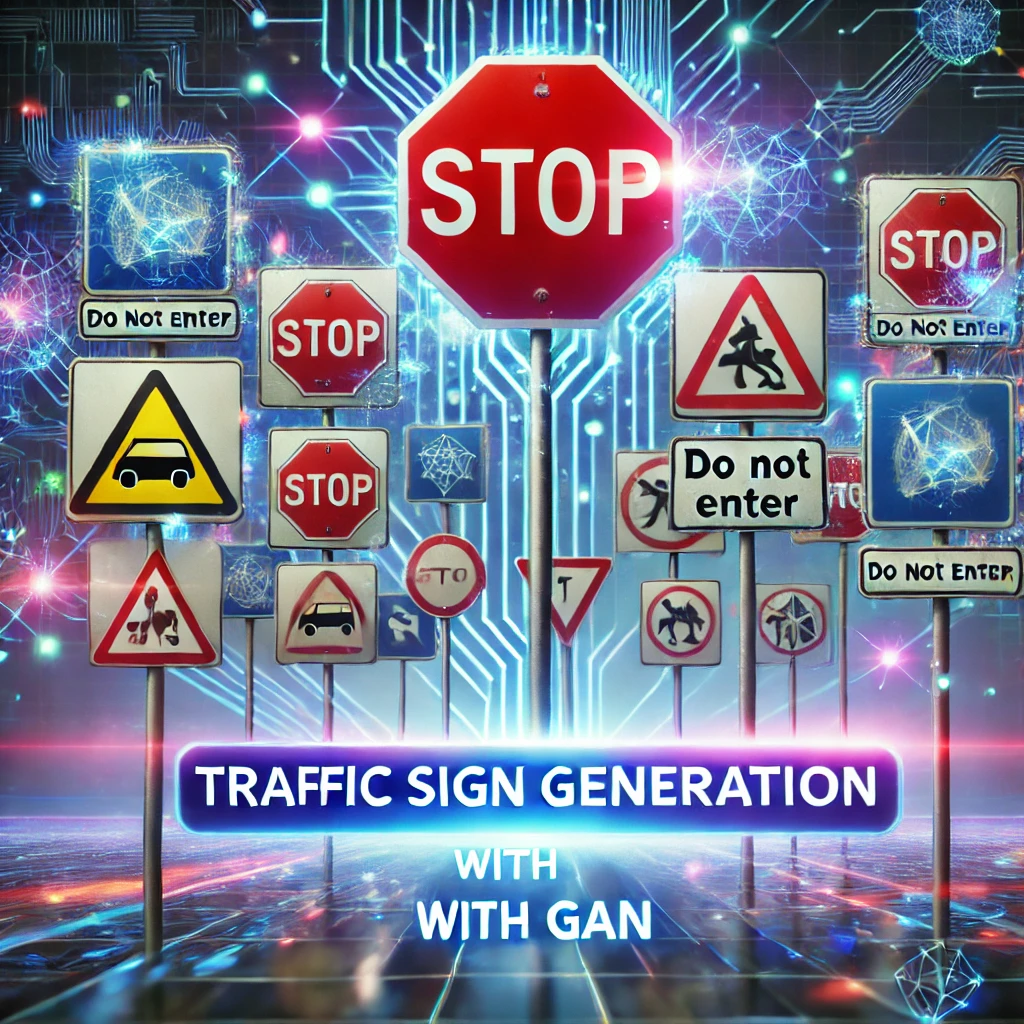 STOP
Do Not Enter
STOP
STOP
Do Not Enter
STOP
Do not
enter
Do Not Enter
TRAFFIC SIGN GENERATION
WITH
WITH GAN